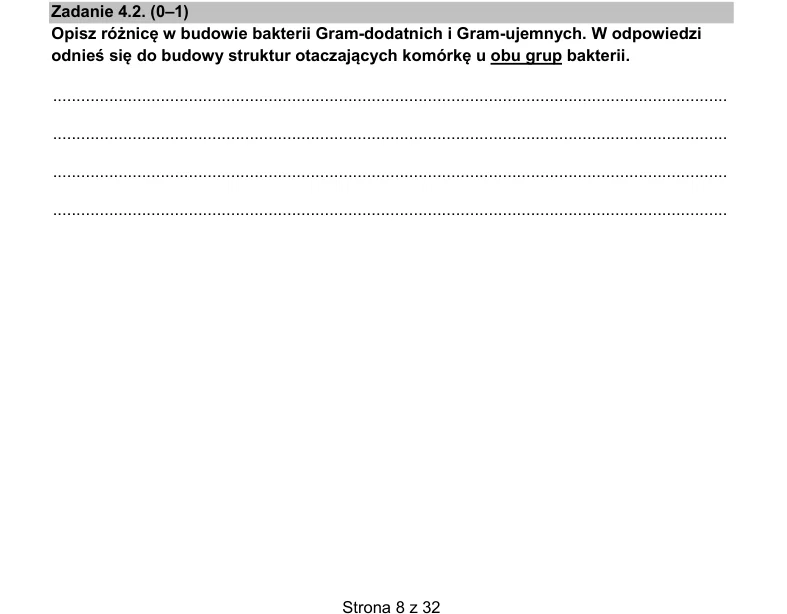 Zadanie 4.2. (0–1)
Opisz różnicę w budowie bakterii Gram-dodatnich i Gram-ujemnych. W odpowiedzi
odnieś się do budowy struktur otaczających komórkę u obu grup bakterii.
Strona 8 z 32